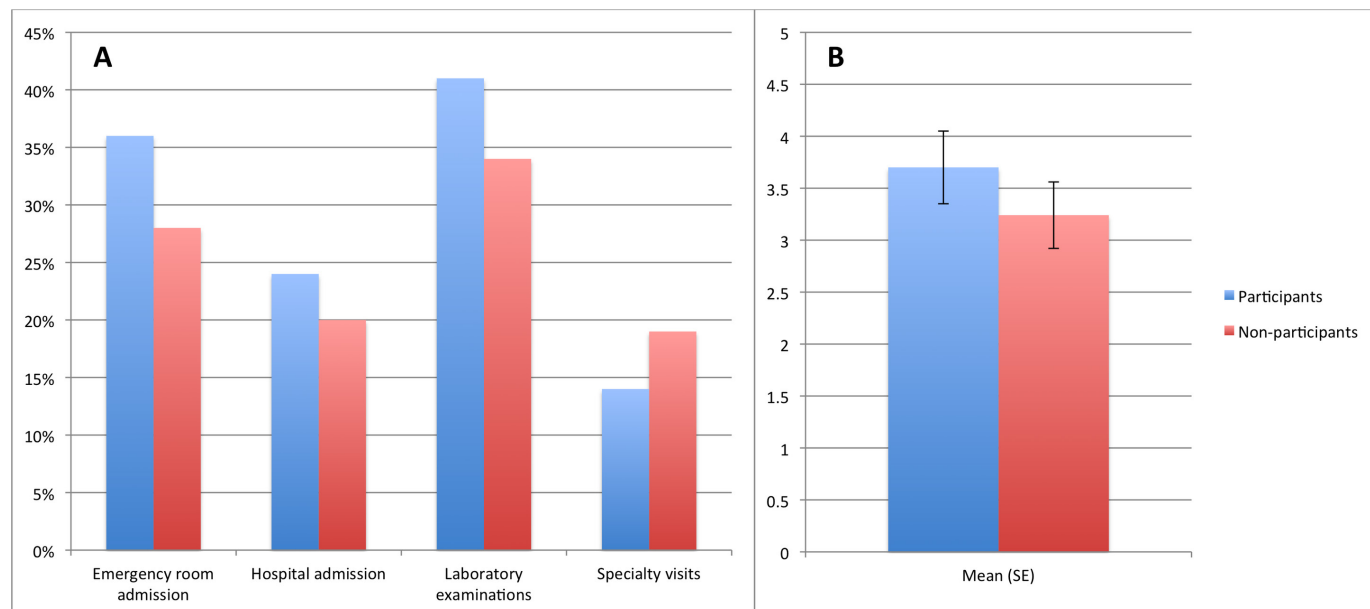 A
45%
40%
35%
30%
25%
20%
15%
10%
5%
0%
Emergency room
admission
Hospital admission
Laboratory
examinations
Specialty visits
B
5
4.5
4
3.5
3
2.5
2
1.5
1
0.5
0
Mean (SE)
Participants
Non-participants